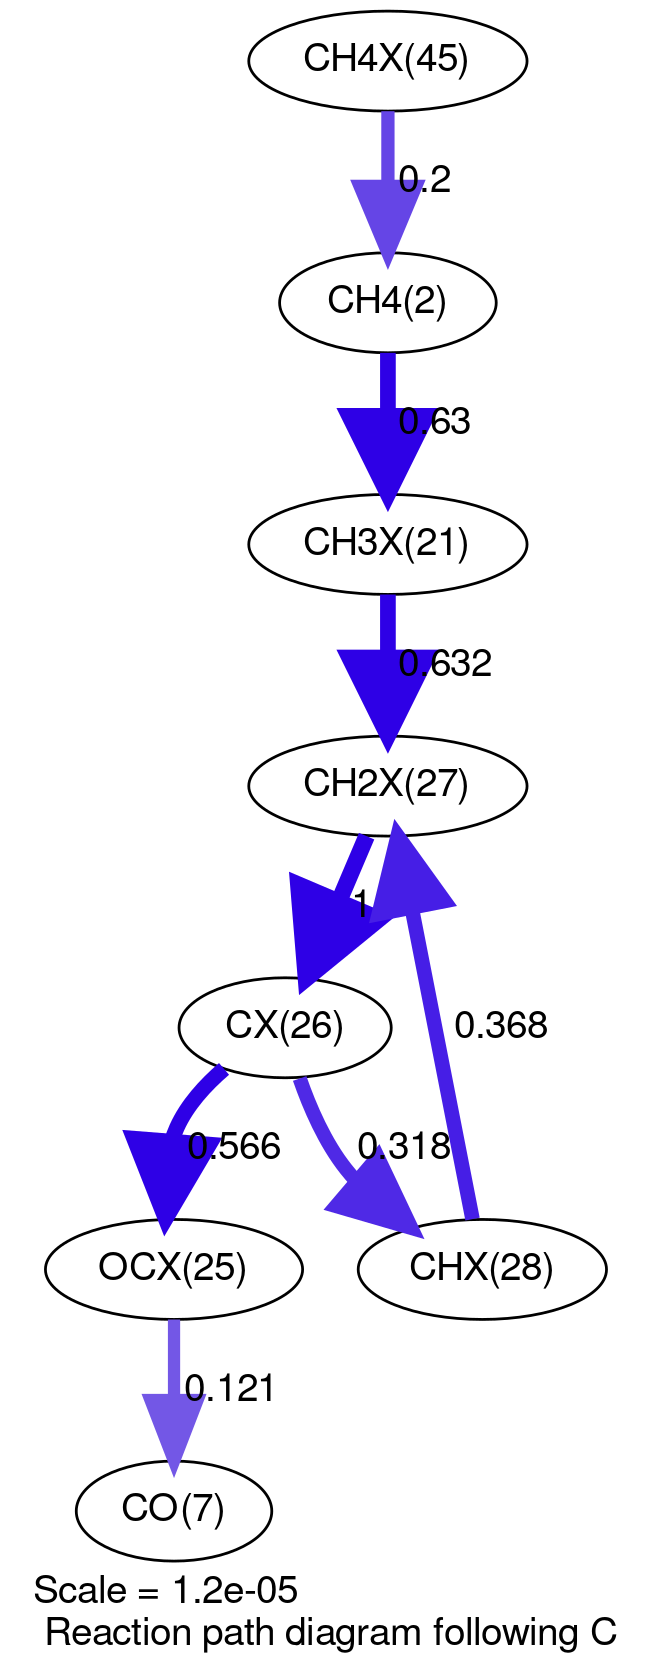 CH4X(45)
0.2
CH4(2)
0.63
CH3X(21)
0.632
CH2X(27)
1
CX(26)
0.368
0.566
0.318
OCX(25)
CHX(28)
0.121
CO(7)
Scale = 1.2e-05
Reaction path diagram following C